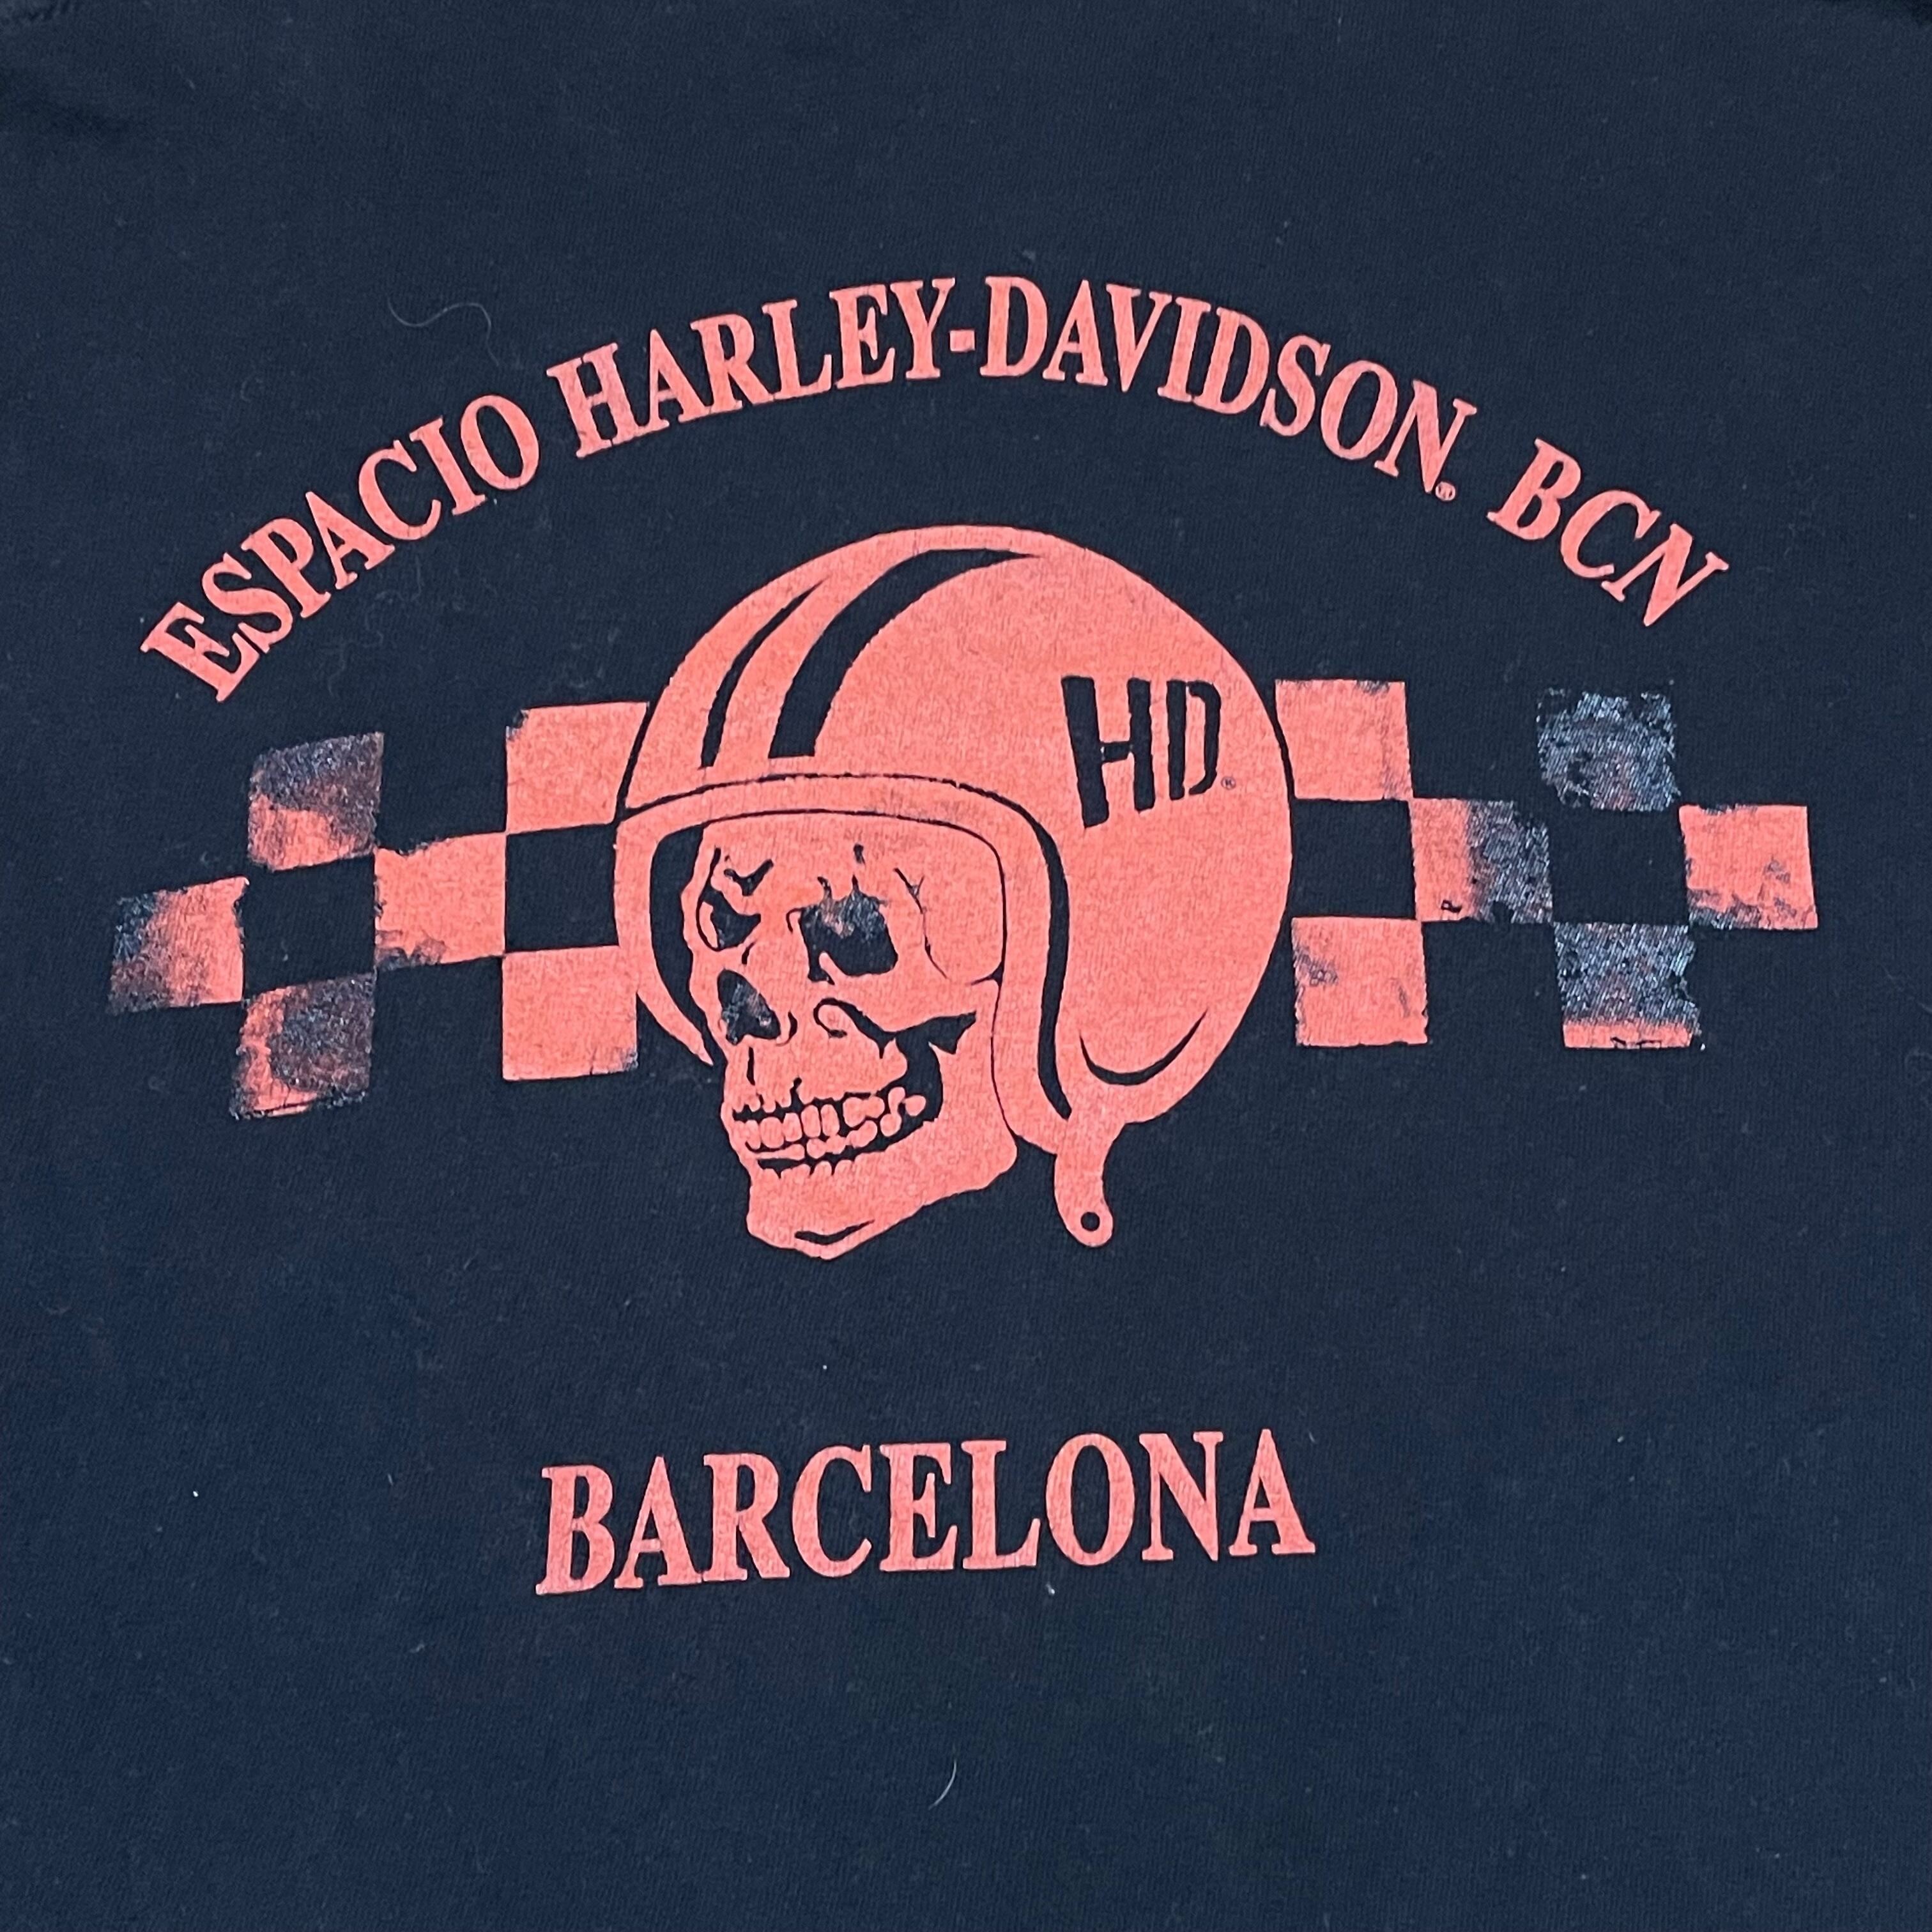 ESPACIO HARLEY-DAVIDSON® BCN
HD®
BARCELONA